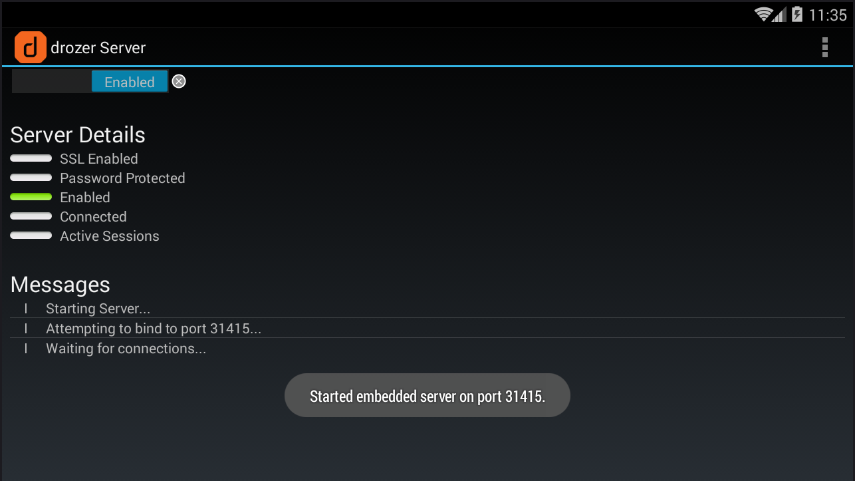 11:35
d drozer Server
Enabled
Server Details
SSL Enabled
Password Protected
Enabled
Connected
Active Sessions
Messages
I Starting Server...
I Attempting to bind to port 31415...
I Waiting for connections...
Started embedded server on port 31415.